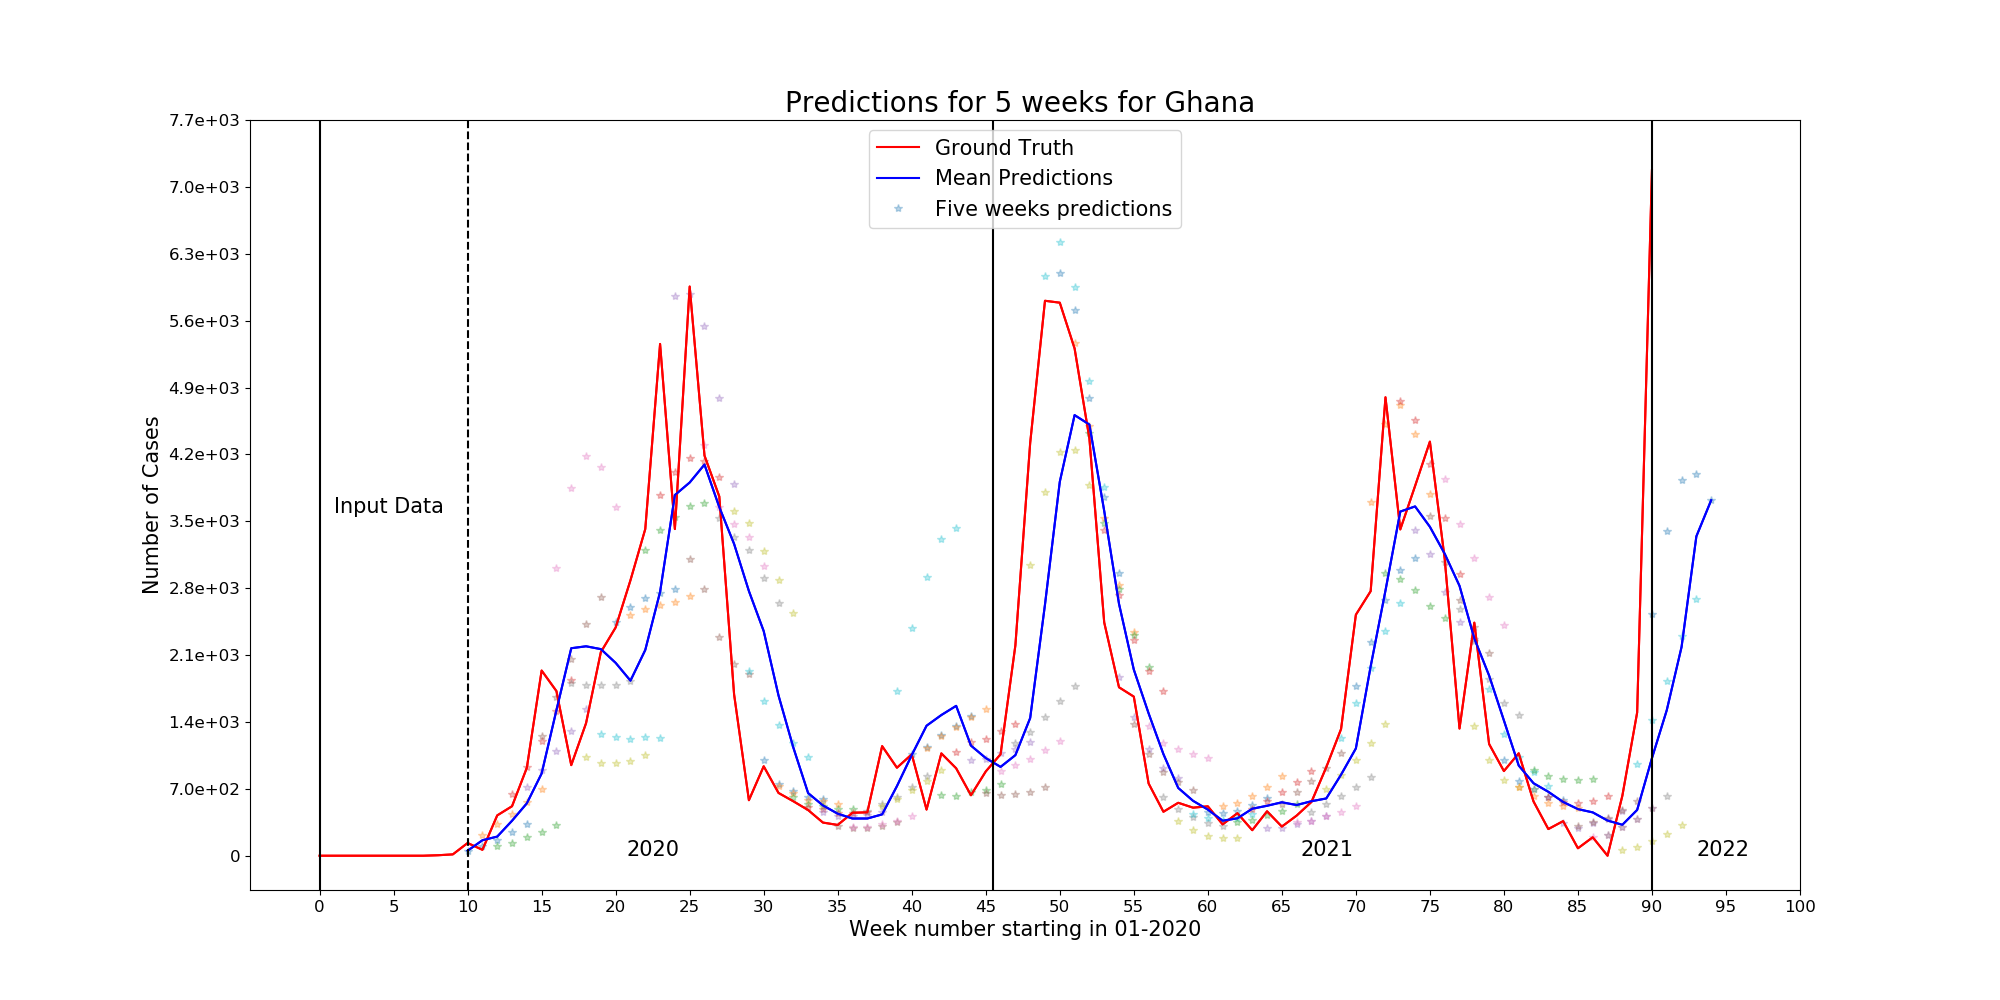 Predictions for 5 weeks for Ghana
7.7e+03
7.0e+03
6.3e+03
5.6e+03
4.9e+03
4.2e+03
3.5e+03
2.8e+03
2.1e+03
1.4e+03
7.0e+02
0
Number of Cases
Ground Truth
Mean Predictions
Five weeks predictions
Input Data
2020
2021
2022
0 5 10 15 20 25 30 35 40 45 50 55 60 65 70 75 80 85 90 95 100
Week number starting in 01-2020